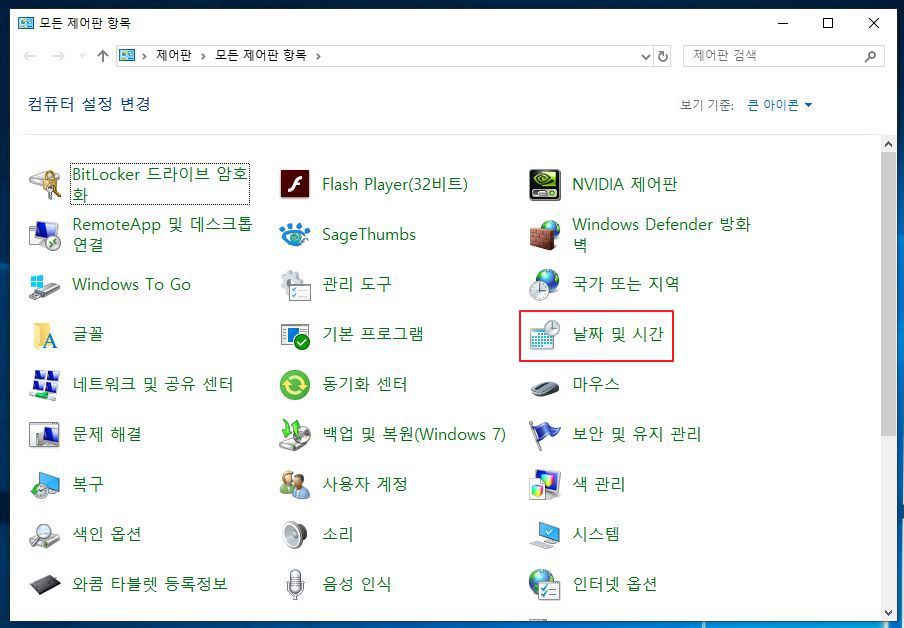 모든 제어판 항목
제어판 › 모든 제어판 항목 ›
제어판 검색
컴퓨터 설정 변경
보기 기준: 큰 아이콘
BitLocker 드라이브 암호
화
Flash Player(32비트)
NVIDIA 제어판
RemoteApp 및 데스크톱
연결
SageThumbs
Windows Defender 방화
벽
Windows To Go
관리 도구
국가 또는 지역
글꼴
기본 프로그램
날짜 및 시간
네트워크 및 공유 센터
동기화 센터
마우스
문제 해결
백업 및 복원(Windows 7)
보안 및 유지 관리
복구
사용자 계정
색 관리
색인 옵션
소리
시스템
와콤 타블렛 등록정보
음성 인식
인터넷 옵션